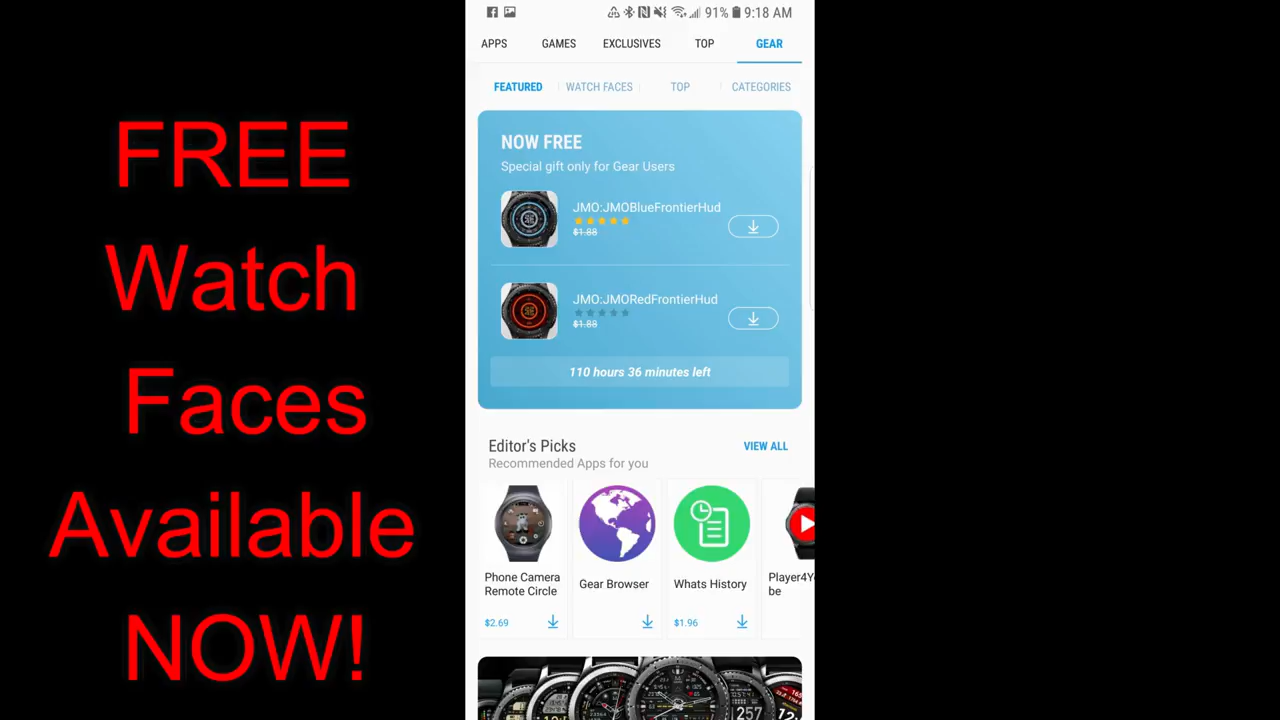 FREE
Watch
Faces
Available
NOW!
91% 9:18 AM
APPS GAMES EXCLUSIVES TOP GEAR
FEATURED WATCH FACES TOP CATEGORIES
NOW FREE
Special gift only for Gear Users
JMO:JMOBlueFrontierHud
$1.88
JMO:JMORedFrontierHud
$1.88
110 hours 36 minutes left
Editor's Picks VIEW ALL
Recommended Apps for you
Phone Camera
Remote Circle
$2.69
Gear Browser
Whats History
$1.96
Player4Y
be
257